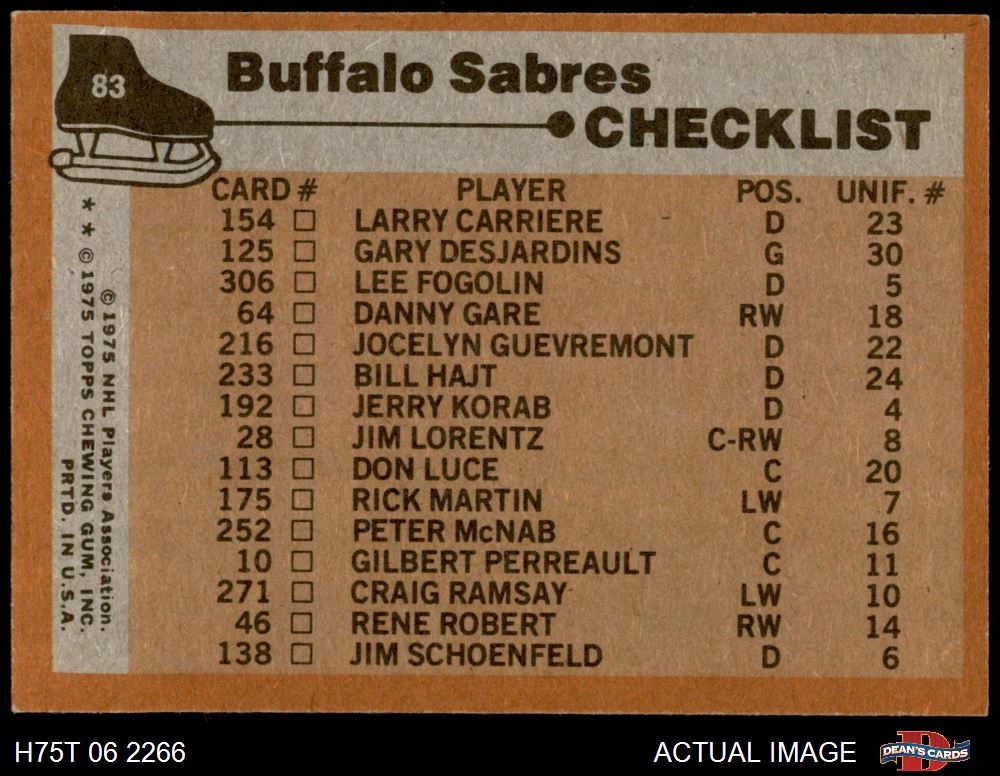 83
Buffalo Sabres
CHECKLIST
CARD # PLAYER POS. UNIF. #
154 □ LARRY CARRIERE D 23
125 □ GARY DESJARDINS G 30
306 □ LEE FOGOLIN D 5
64 □ DANNY GARE RW 18
216 □ JOCELYN GUEVREMONT D 22
233 □ BILL HAJT D 24
192 □ JERRY KORAB D 4
28 □ JIM LORENTZ C-RW 8
113 □ DON LUCE C 20
175 □ RICK MARTIN LW 7
252 □ PETER McNAB C 16
10 □ GILBERT PERREAULT C 11
271 □ CRAIG RAMSAY LW 10
46 □ RENE ROBERT RW 14
138 □ JIM SCHOENFELD D 6
© 1975 NHL Players Association.
* * © 1975 TOPPS CHEWING GUM, INC.
PRTD. IN U.S.A.
H75T 06 2266
ACTUAL IMAGE
D
DEAN'S CARDS